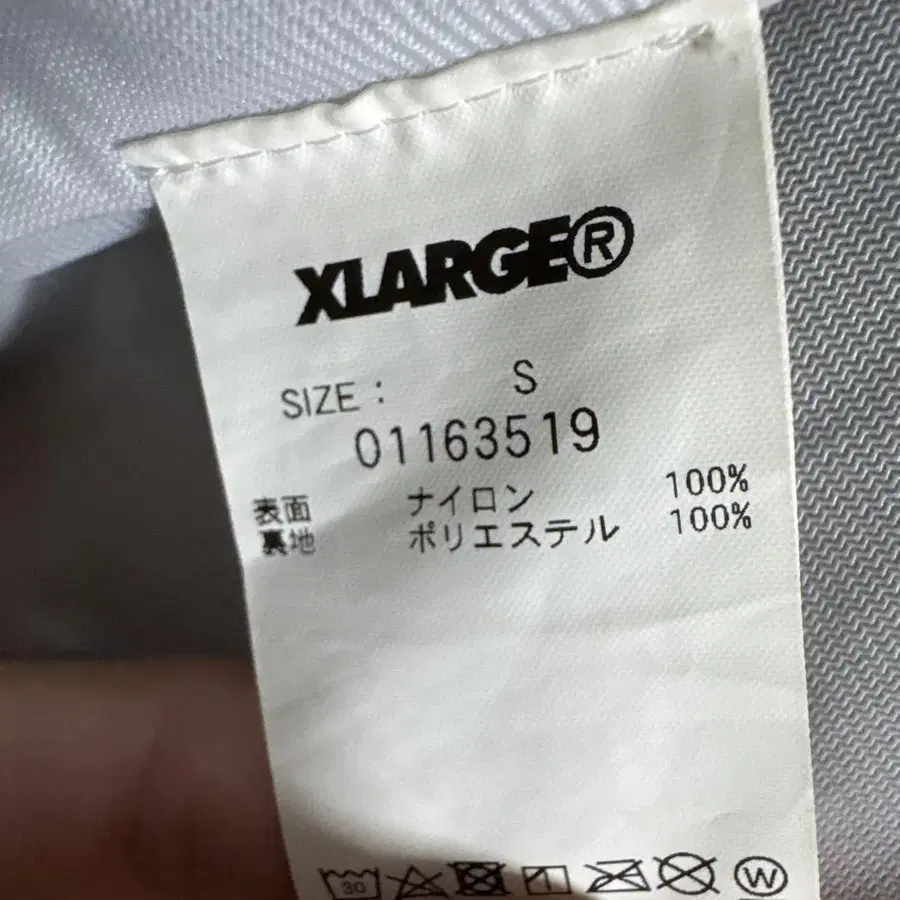 XLARGE®
SIZE : S
01163519
表面 ナイロン 100%
裏地 ポリエステル 100%
30
W